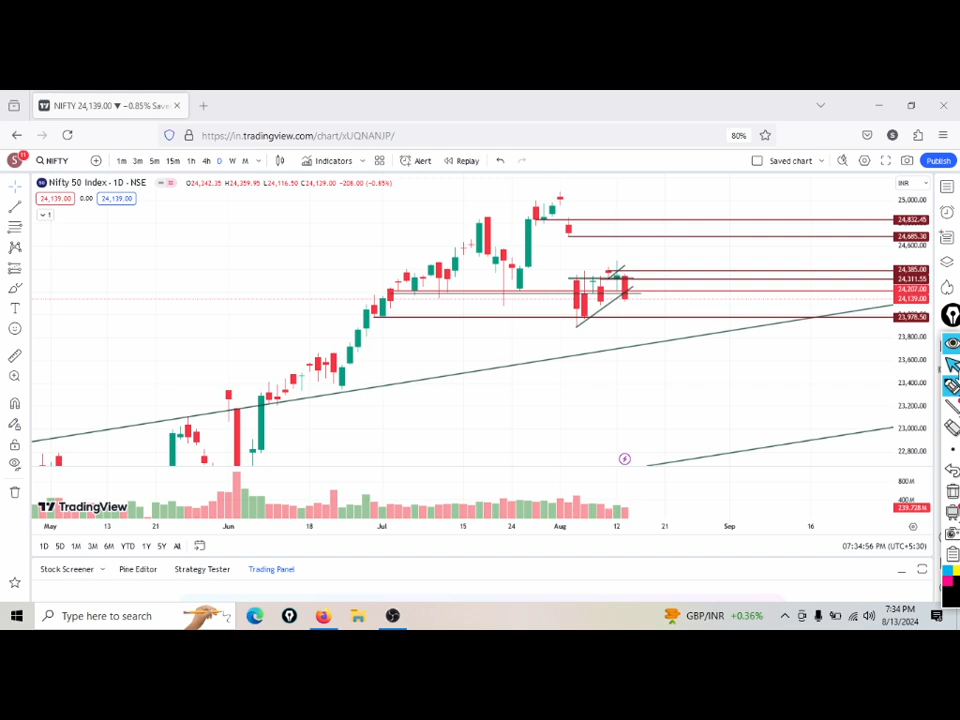 NIFTY 24,139.00 ▼ −0.85% Save
https://in.tradingview.com/chart/xUQNANJP/
80%
S 11 NIFTY 1m 3m 5m 15m 1h 4h D W M Indicators Alert Replay Saved chart Publish
Nifty 50 Index · 1D · NSE O24,342.35 H24,359.95 L24,116.50 C24,139.00 −208.00 (−0.85%) INR
24,139.00 0.00 24,139.00
1
25,000.00
24,832.45
24,685.30
24,600.00
24,385.00
24,311.55
24,207.00
24,139.00
23,978.50
23,800.00
23,600.00
23,400.00
23,200.00
23,000.00
22,800.00
800 M
400 M
TradingView 239.728M
May 13 21 Jun 18 Jul 15 24 Aug 12 21 Sep 16
1D 5D 1M 3M 6M YTD 1Y 5Y All 07:34:56 PM (UTC+5:30)
Stock Screener Pine Editor Strategy Tester Trading Panel
Type here to search GBP/INR +0.36% 7:34 PM
8/13/2024